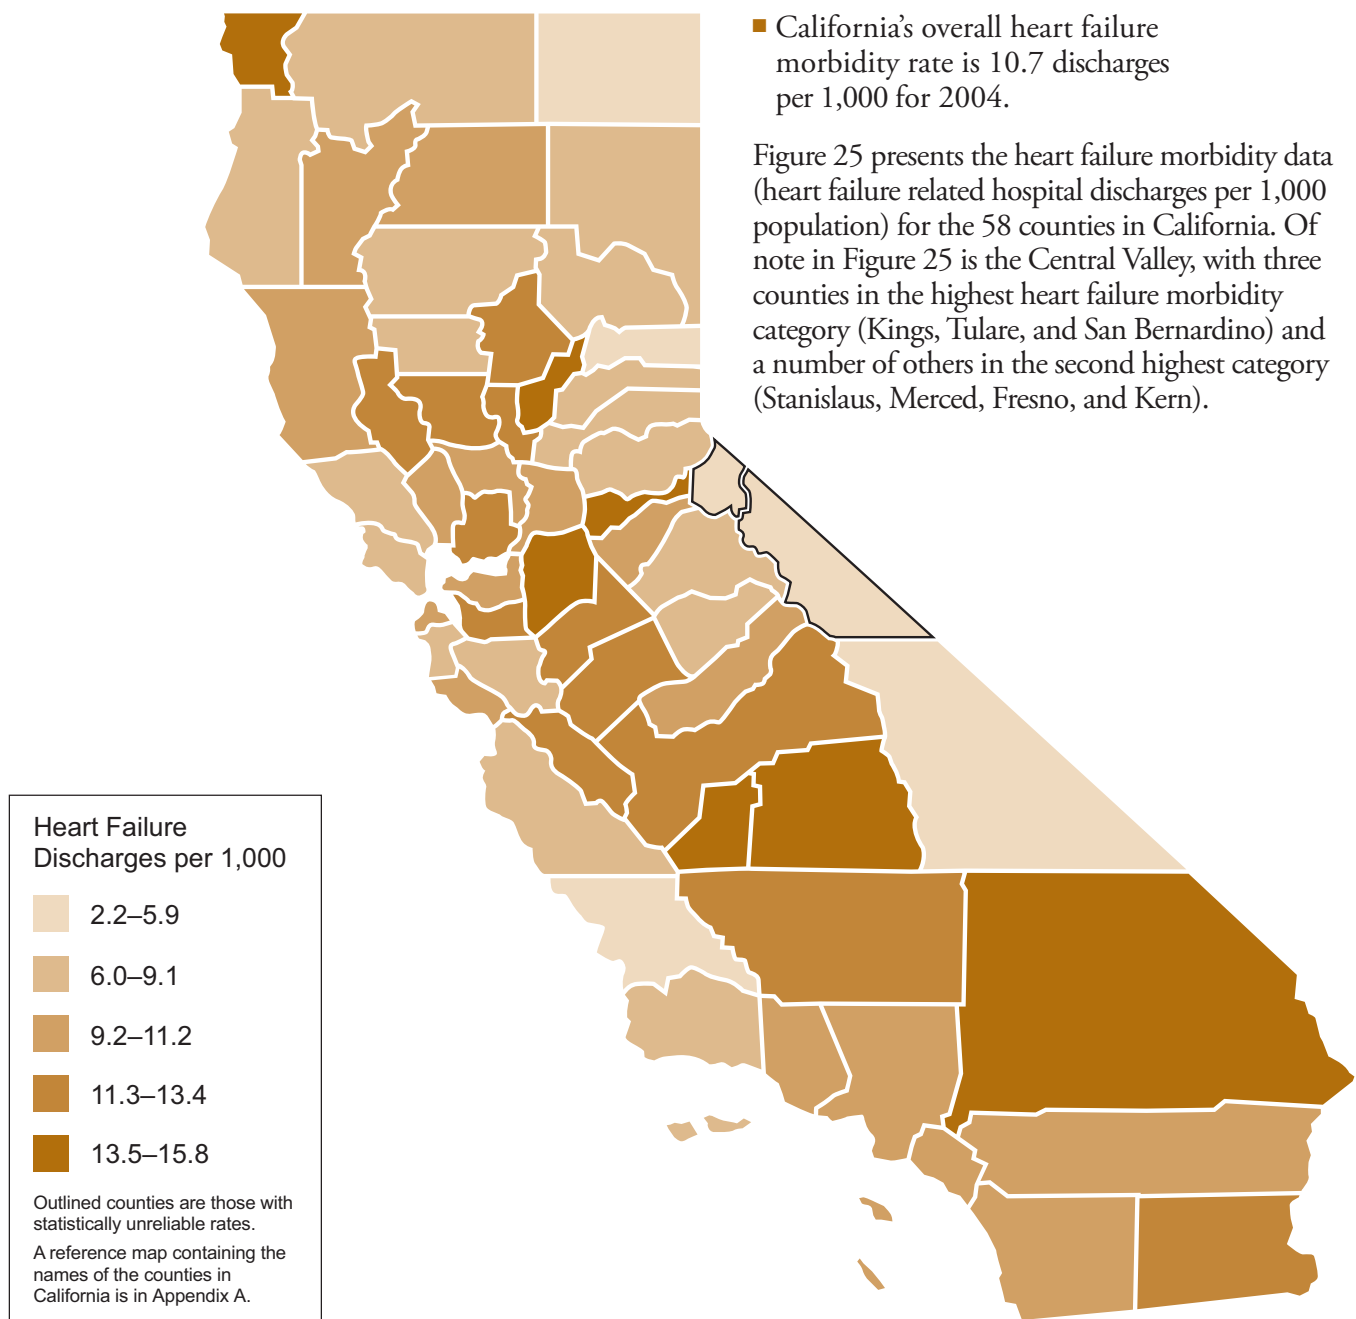 ■ California’s overall heart failure
morbidity rate is 10.7 discharges
per 1,000 for 2004.
Figure 25 presents the heart failure morbidity data
(heart failure related hospital discharges per 1,000
population) for the 58 counties in California. Of
note in Figure 25 is the Central Valley, with three
counties in the highest heart failure morbidity
category (Kings, Tulare, and San Bernardino) and
a number of others in the second highest category
(Stanislaus, Merced, Fresno, and Kern).
Heart Failure
Discharges per 1,000
2.2–5.9
6.0–9.1
9.2–11.2
11.3–13.4
13.5–15.8
Outlined counties are those with
statistically unreliable rates.
A reference map containing the
names of the counties in
California is in Appendix A.